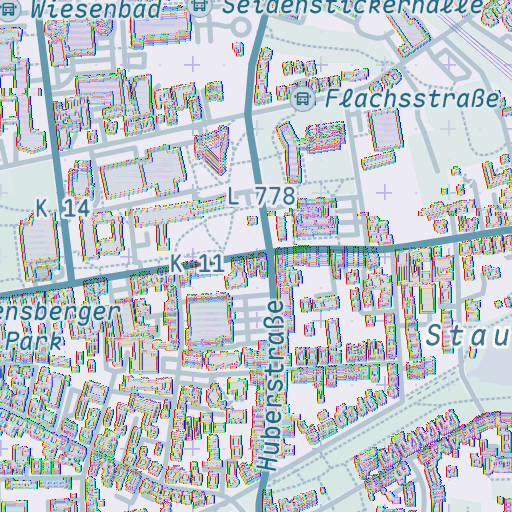 Wiesenbad
Seidenstickerhalle
Flachsstraße
L 778
K 14
K 11
ensberger
Park
Stau
Huberstraße